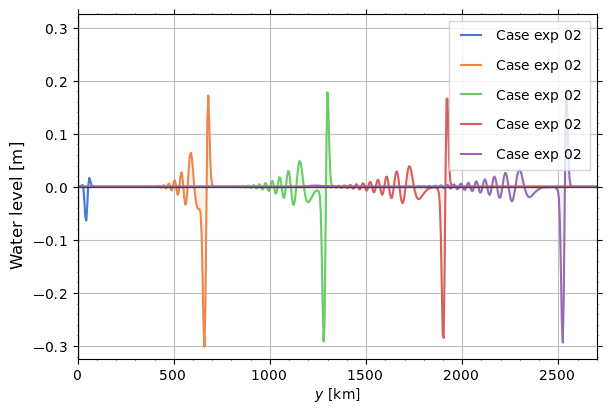 Water level [m]
0.3
0.2
0.1
0.0
−0.1
−0.2
−0.3
Case exp 02
Case exp 02
Case exp 02
Case exp 02
Case exp 02
0 500 1000 1500 2000 2500
y [km]